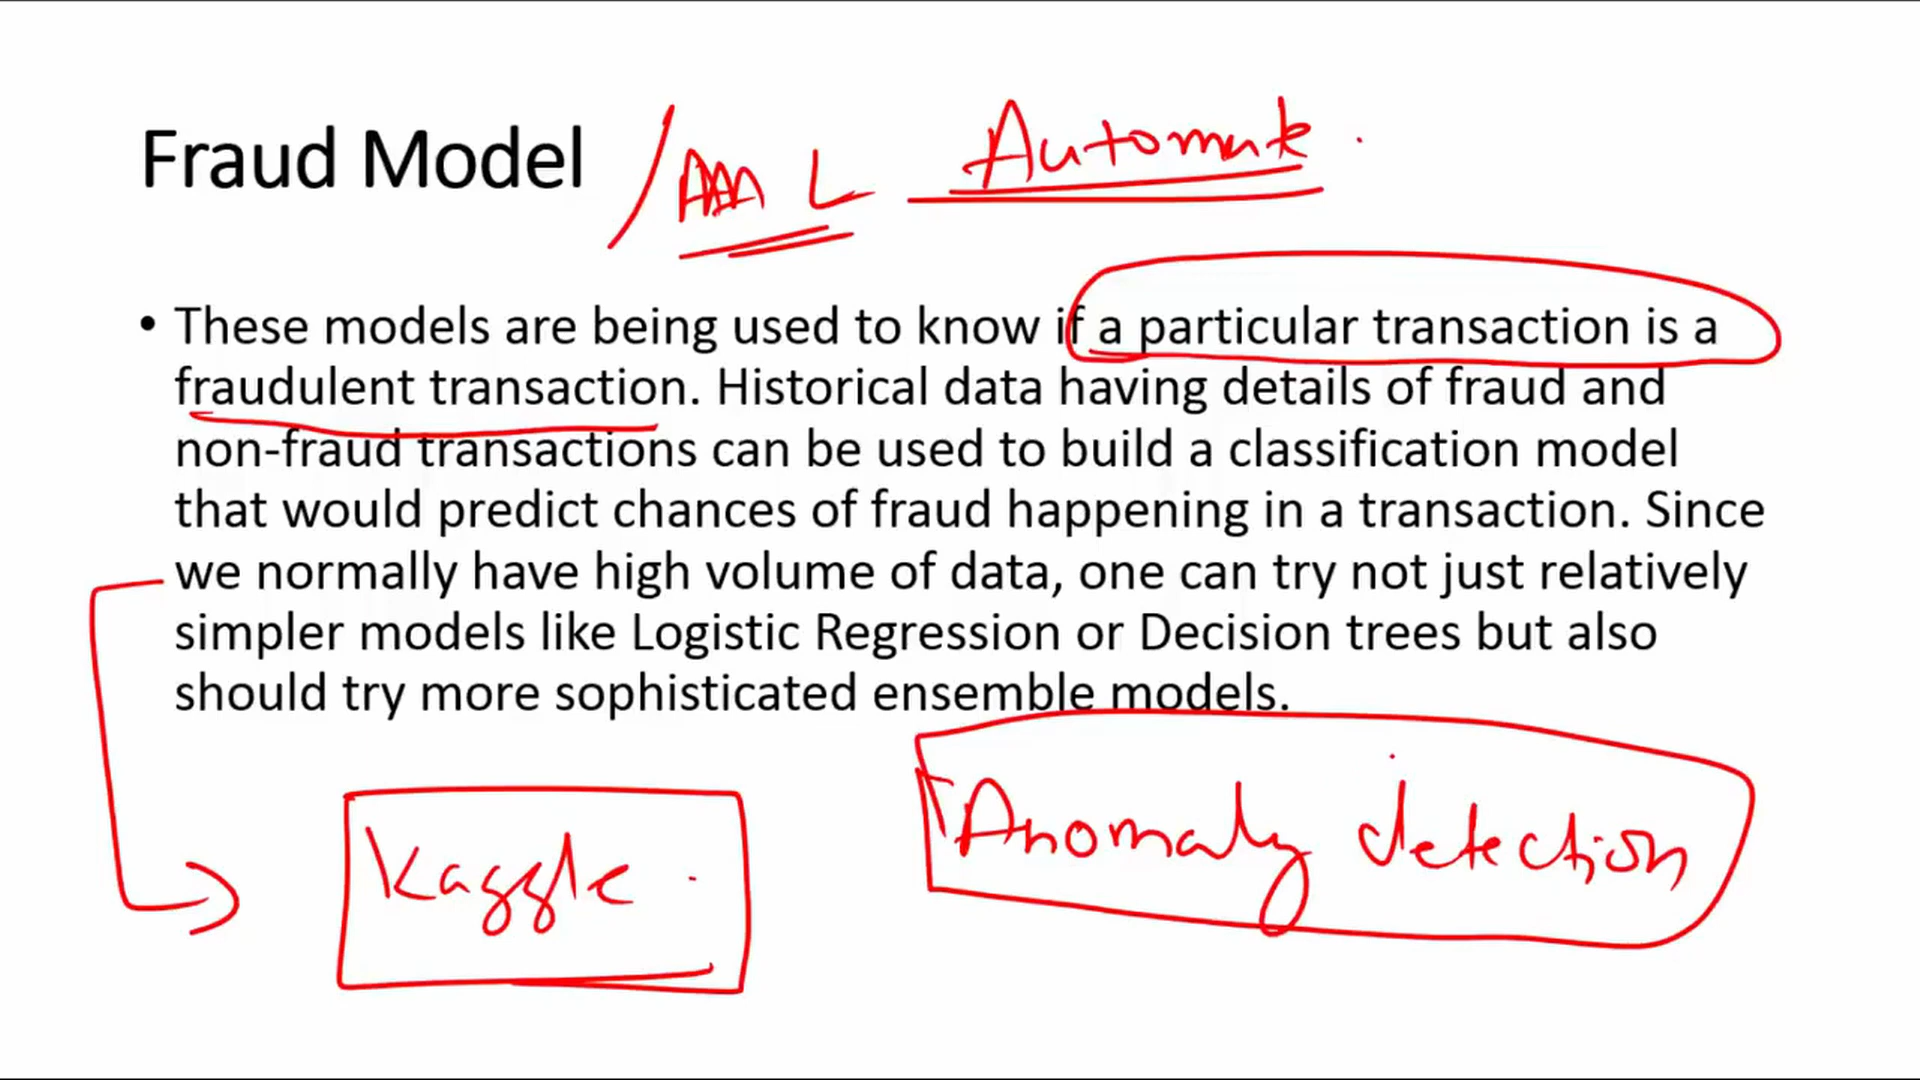 Fraud Model / AML Automate
• These models are being used to know if a particular transaction is a
fraudulent transaction. Historical data having details of fraud and
non-fraud transactions can be used to build a classification model
that would predict chances of fraud happening in a transaction. Since
we normally have high volume of data, one can try not just relatively
simpler models like Logistic Regression or Decision trees but also
should try more sophisticated ensemble models.
Kaggle
Anomaly detection